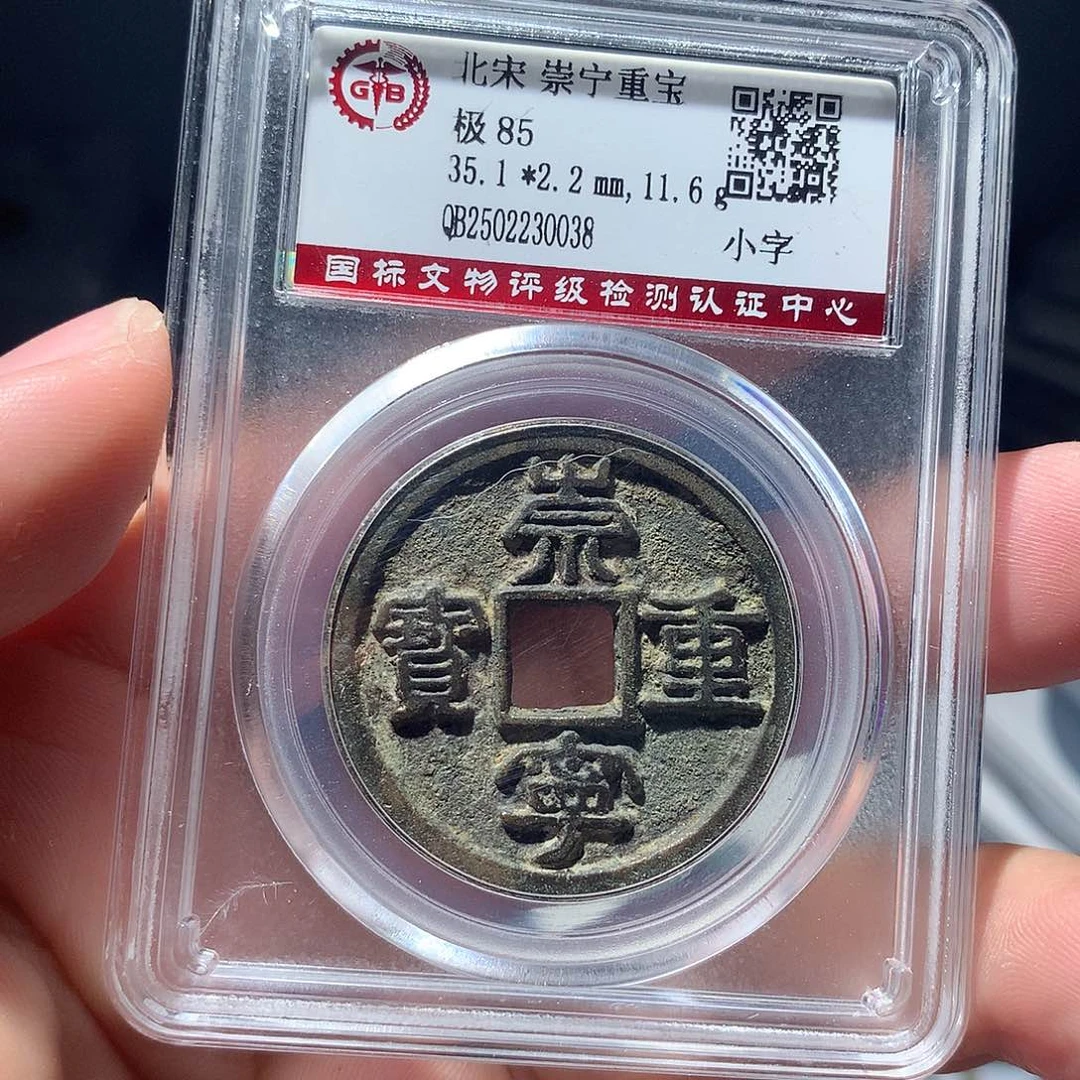 GB
北宋 崇宁重宝
极 85
35.1 *2.2 mm, 11.6 g
QB2502230038
小字
国标文物评级检测认证中心
崇
寶 重
寧